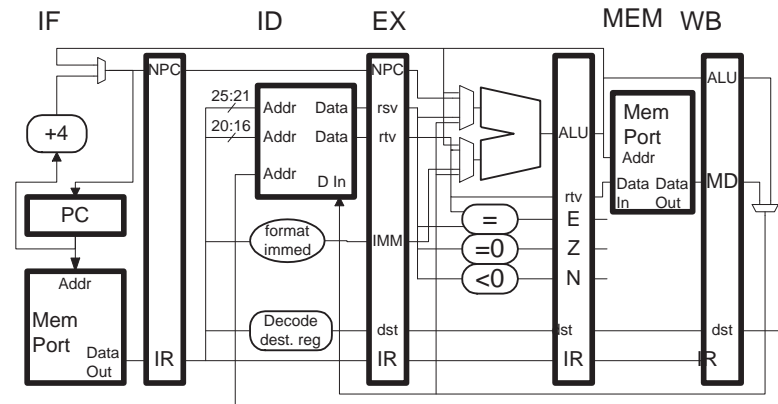 IF ID EX MEM WB
NPC NPC ALU
25:21
Addr Data rsv
Mem
Port
+4
20:16
Addr Data rtv ALU
Addr
Addr
D In
rtv
Data
In
Data
Out
MD
PC
= E
format
immed
IMM
=0 Z
<0 N
Addr
Mem
Port
Data
Out
Decode
dest. reg
dst lst dst
IR IR IR IR